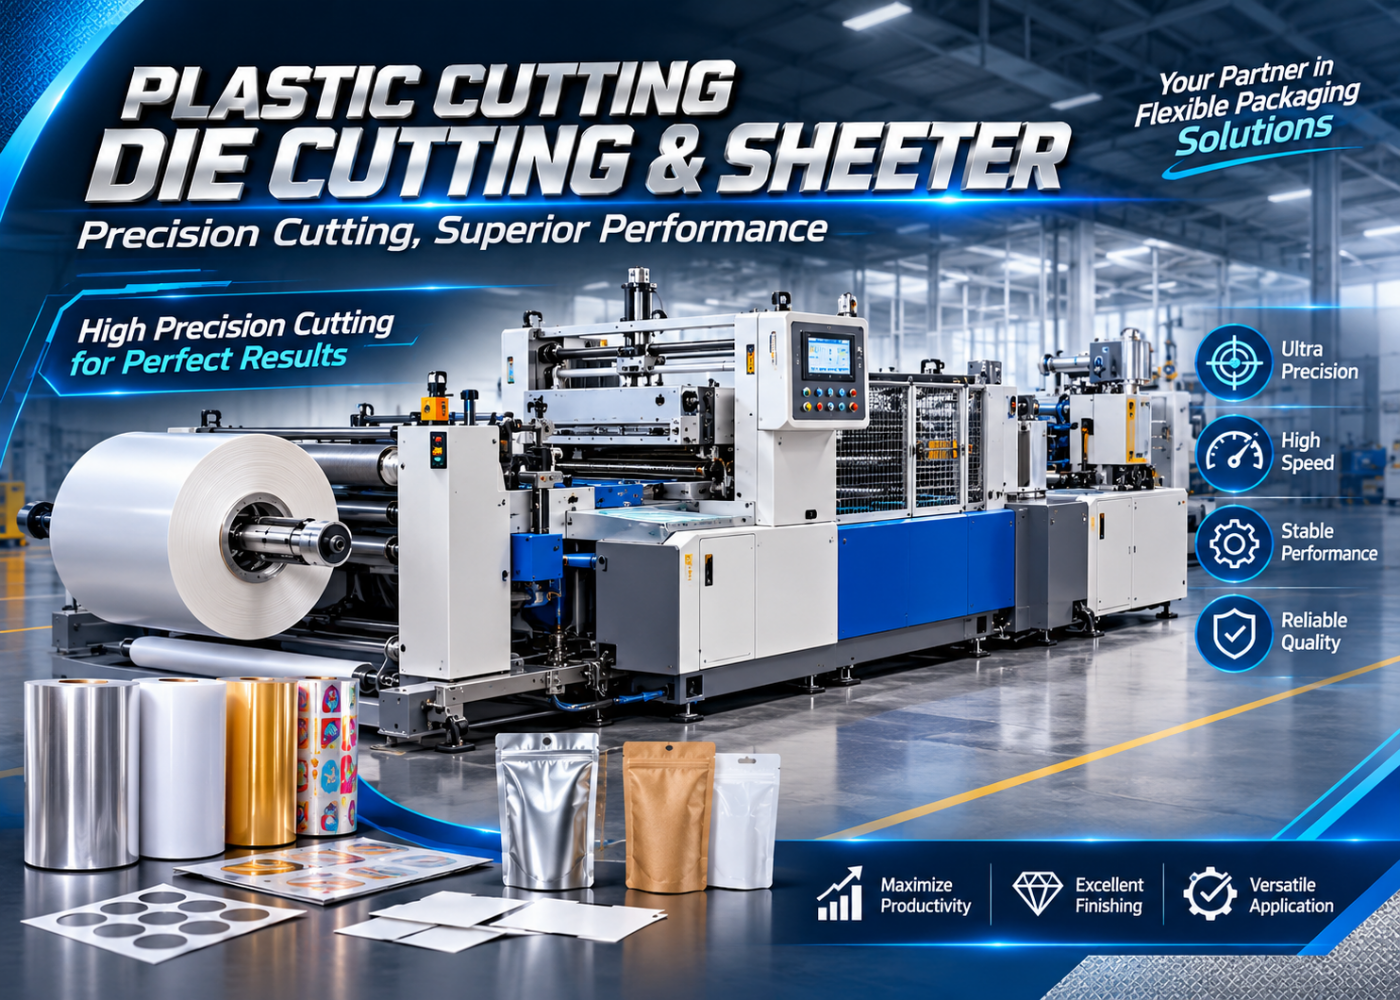 PLASTIC CUTTING
DIE CUTTING & SHEETER
Precision Cutting, Superior Performance
Your Partner in
Flexible Packaging
Solutions
High Precision Cutting
for Perfect Results
Ultra
Precision
High
Speed
Stable
Performance
Reliable
Quality
Maximize
Productivity
Excellent
Finishing
Versatile
Application